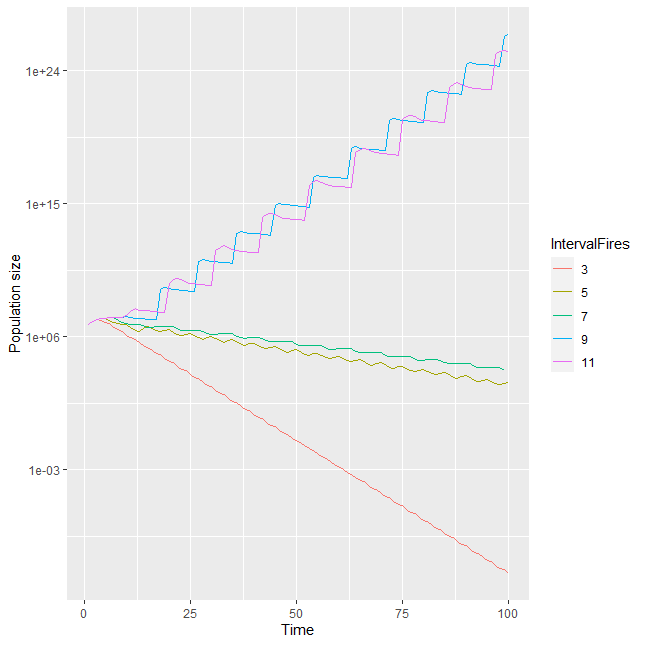 Population size
1e+24
1e+15
1e+06
1e-03
0
25
50
75
100
Time
IntervalFires
3
5
7
9
11